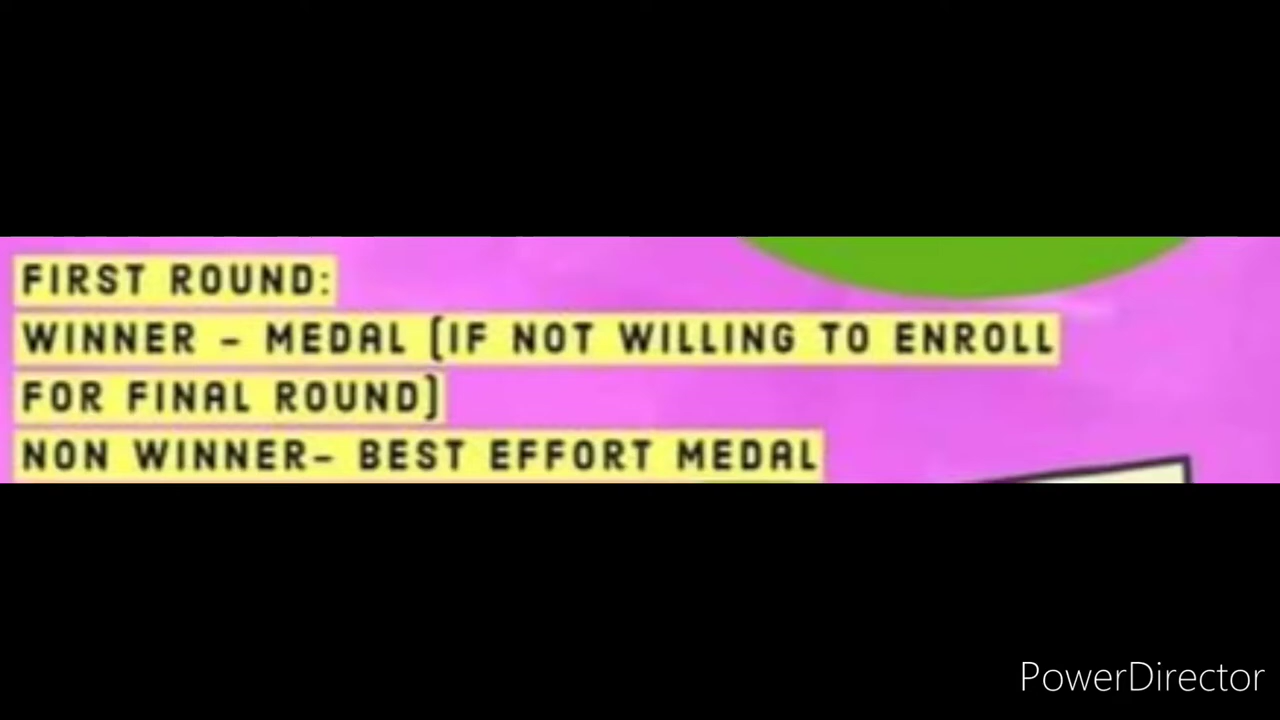 FIRST ROUND:
WINNER - MEDAL (IF NOT WILLING TO ENROLL
FOR FINAL ROUND)
NON WINNER- BEST EFFORT MEDAL
PowerDirector